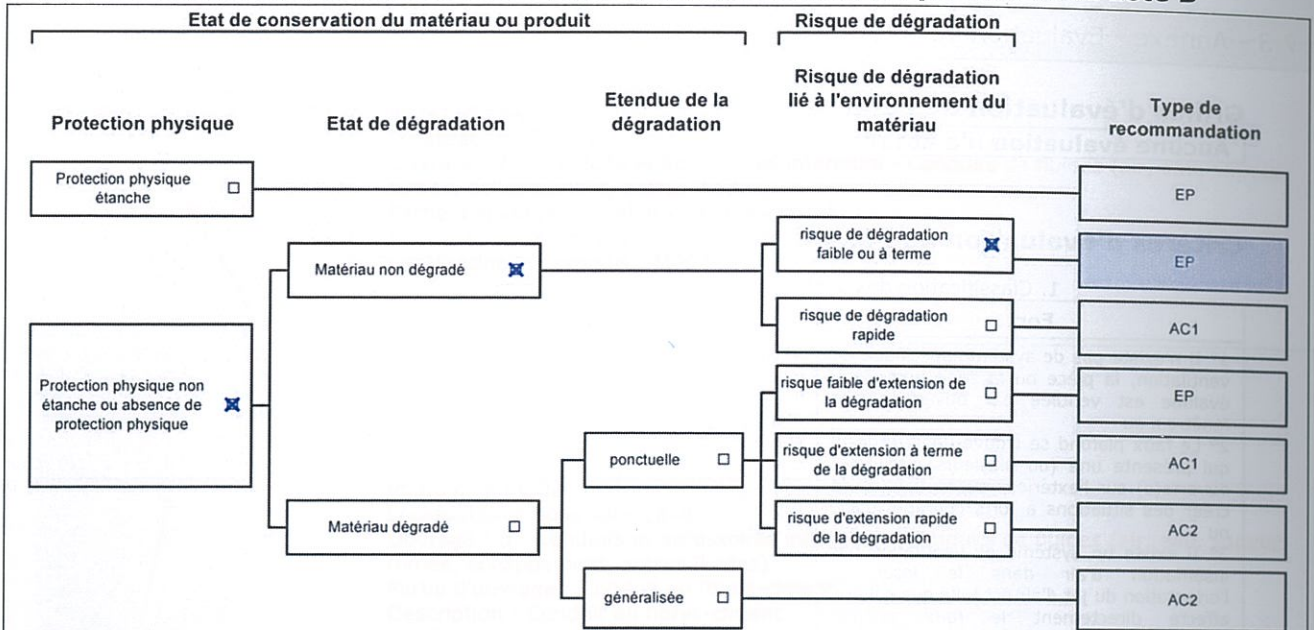 Etat de conservation du matériau ou produit
Risque de dégradation
Protection physique
Etat de dégradation
Etendue de la
dégradation
Risque de dégradation
lié à l'environnement du
matériau
Type de
recommandation
Protection physique
étanche
EP
Protection physique non
étanche ou absence de
protection physique
Matériau non dégradé
risque de dégradation
faible ou à terme
EP
risque de dégradation
rapide
AC1
Matériau dégradé
ponctuelle
risque faible d'extension de
la dégradation
EP
risque d'extension à terme
de la dégradation
AC1
risque d'extension rapide
de la dégradation
AC2
généralisée
AC2